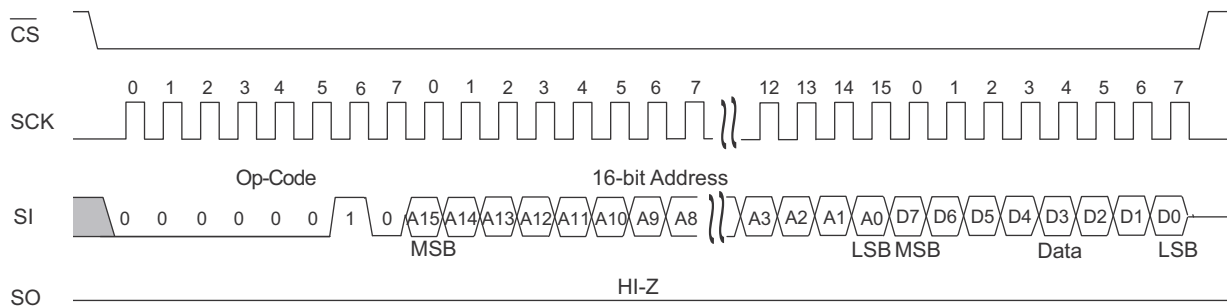 CS
0 1 2 3 4 5 6 7 0 1 2 3 4 5 6 7 12 13 14 15 0 1 2 3 4 5 6 7
SCK
Op-Code 16-bit Address
SI 0 0 0 0 0 0 1 0 A15 A14 A13 A12 A11 A10 A9 A8 A3 A2 A1 A0 D7 D6 D5 D4 D3 D2 D1 D0
MSB LSB MSB Data LSB
HI-Z
SO